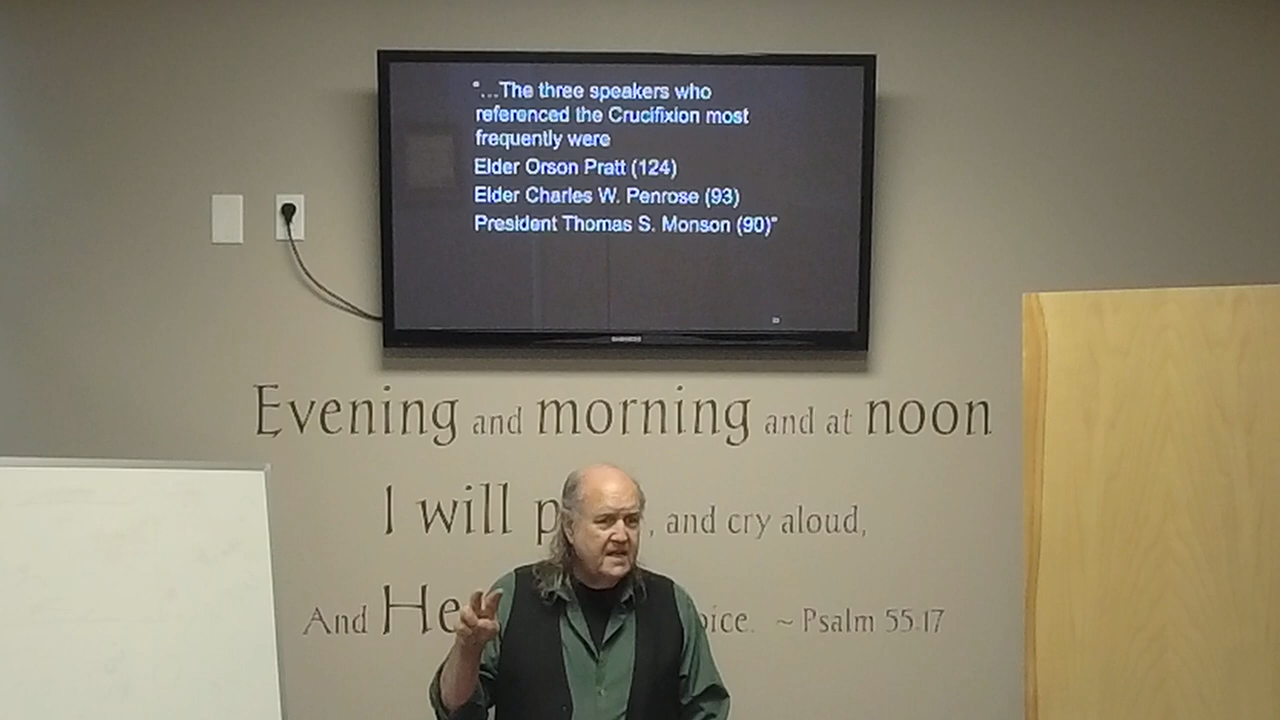 “...The three speakers who
referenced the Crucifixion most
frequently were
Elder Orson Pratt (124)
Elder Charles W. Penrose (93)
President Thomas S. Monson (90)”
Evening and morning and at noon
I will p , and cry aloud,
And He oice. ~ Psalm 55:17